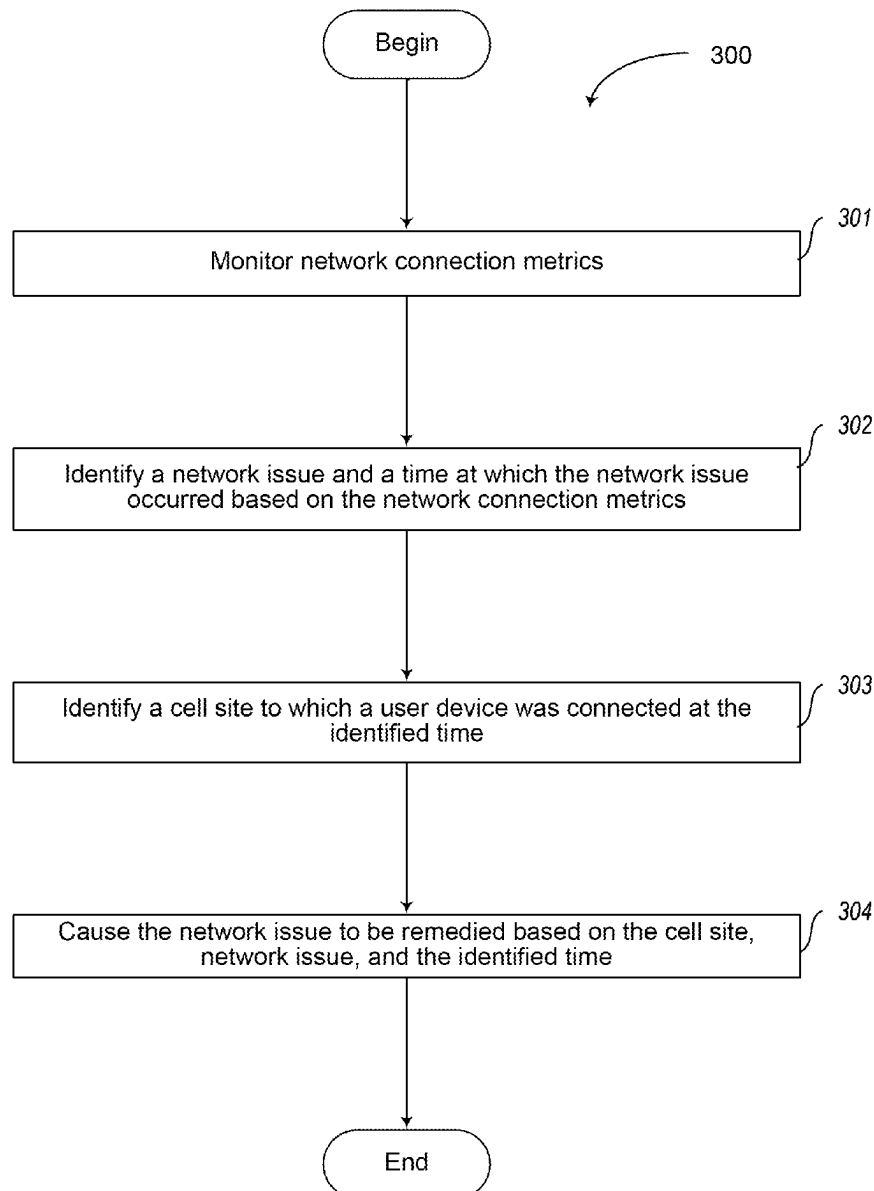 Begin
300
301
Monitor network connection metrics
302
Identify a network issue and a time at which the network issue
occurred based on the network connection metrics
303
Identify a cell site to which a user device was connected at the
identified time
304
Cause the network issue to be remedied based on the cell site,
network issue, and the identified time
End